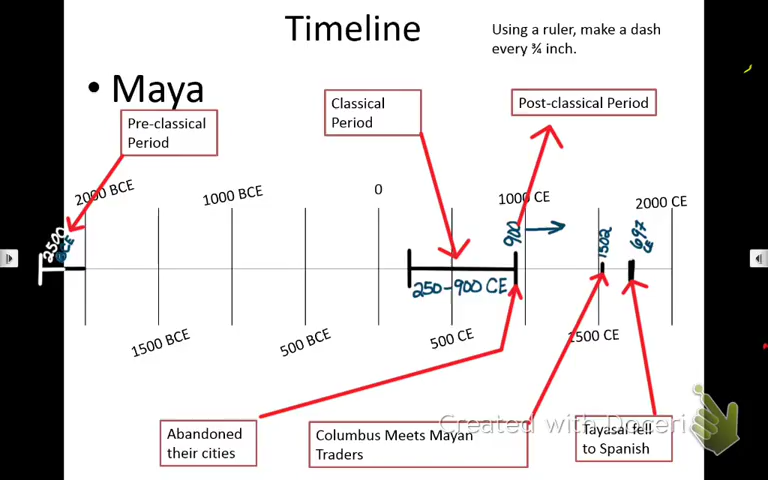 Timeline
Using a ruler, make a dash
every ¾ inch.
• Maya
Pre-classical
Period
Classical
Period
Post-classical Period
2000 BCE
1000 BCE
0
1000 CE
2000 CE
2500
BCE
900
1502
697
CE
250-900 CE
1500 BCE
500 BCE
500 CE
1500 CE
Abandoned
their cities
Columbus Meets Mayan
Traders
Tayasal fell
to Spanish
Created with Doceri